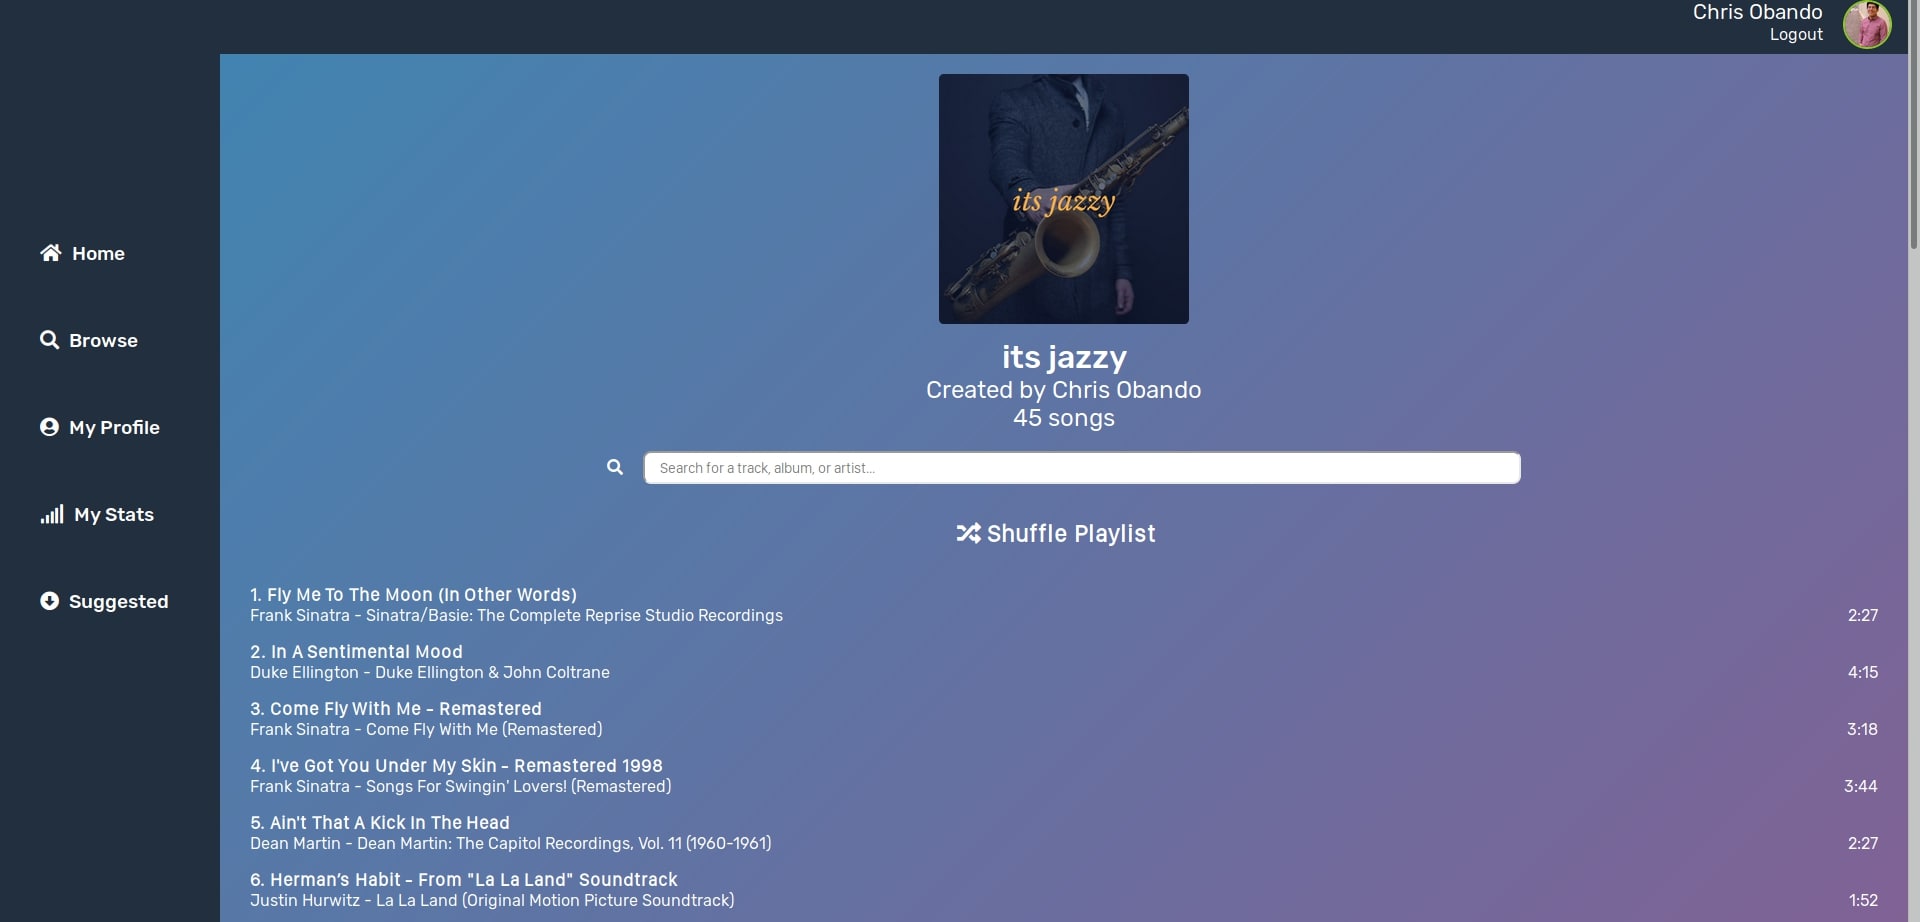 Chris Obando
Logout
Home
Browse
My Profile
My Stats
Suggested
its jazzy
its jazzy
Created by Chris Obando
45 songs
Search for a track, album, or artist...
Shuffle Playlist
1. Fly Me To The Moon (In Other Words)
Frank Sinatra - Sinatra/Basie: The Complete Reprise Studio Recordings 2:27
2. In A Sentimental Mood
Duke Ellington - Duke Ellington & John Coltrane 4:15
3. Come Fly With Me - Remastered
Frank Sinatra - Come Fly With Me (Remastered) 3:18
4. I've Got You Under My Skin - Remastered 1998
Frank Sinatra - Songs For Swingin' Lovers! (Remastered) 3:44
5. Ain't That A Kick In The Head
Dean Martin - Dean Martin: The Capitol Recordings, Vol. 11 (1960-1961) 2:27
6. Herman’s Habit - From "La La Land" Soundtrack
Justin Hurwitz - La La Land (Original Motion Picture Soundtrack) 1:52